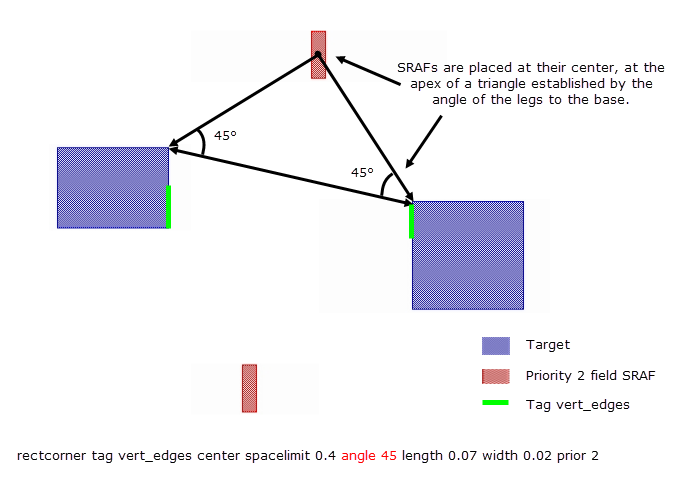 SRAFs are placed at their center, at the
apex of a triangle established by the
angle of the legs to the base.
45°
45°
Target
Priority 2 field SRAF
Tag vert_edges
rectcorner tag vert_edges center spacelimit 0.4 angle 45 length 0.07 width 0.02 prior 2